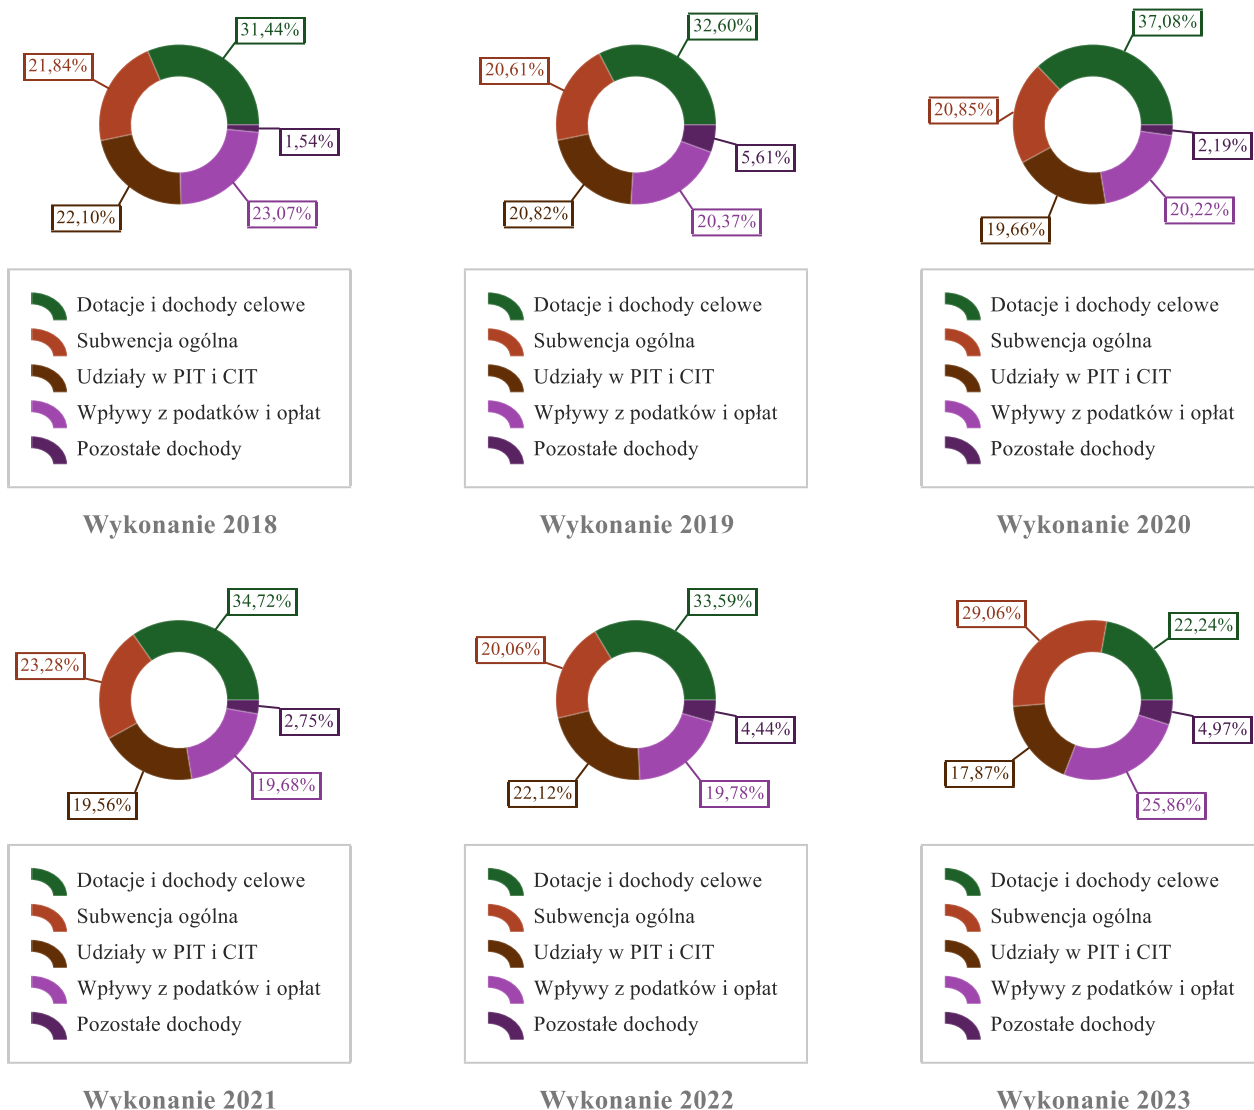 31,44%
21,84%
1,54%
22,10%
23,07%
Dotacje i dochody celowe
Subwencja ogólna
Udziały w PIT i CIT
Wpływy z podatków i opłat
Pozostałe dochody
Wykonanie 2018
32,60%
20,61%
5,61%
20,82%
20,37%
Dotacje i dochody celowe
Subwencja ogólna
Udziały w PIT i CIT
Wpływy z podatków i opłat
Pozostałe dochody
Wykonanie 2019
37,08%
20,85%
2,19%
19,66%
20,22%
Dotacje i dochody celowe
Subwencja ogólna
Udziały w PIT i CIT
Wpływy z podatków i opłat
Pozostałe dochody
Wykonanie 2020
34,72%
23,28%
2,75%
19,56%
19,68%
Dotacje i dochody celowe
Subwencja ogólna
Udziały w PIT i CIT
Wpływy z podatków i opłat
Pozostałe dochody
Wykonanie 2021
33,59%
20,06%
4,44%
22,12%
19,78%
Dotacje i dochody celowe
Subwencja ogólna
Udziały w PIT i CIT
Wpływy z podatków i opłat
Pozostałe dochody
Wykonanie 2022
29,06%
22,24%
4,97%
17,87%
25,86%
Dotacje i dochody celowe
Subwencja ogólna
Udziały w PIT i CIT
Wpływy z podatków i opłat
Pozostałe dochody
Wykonanie 2023